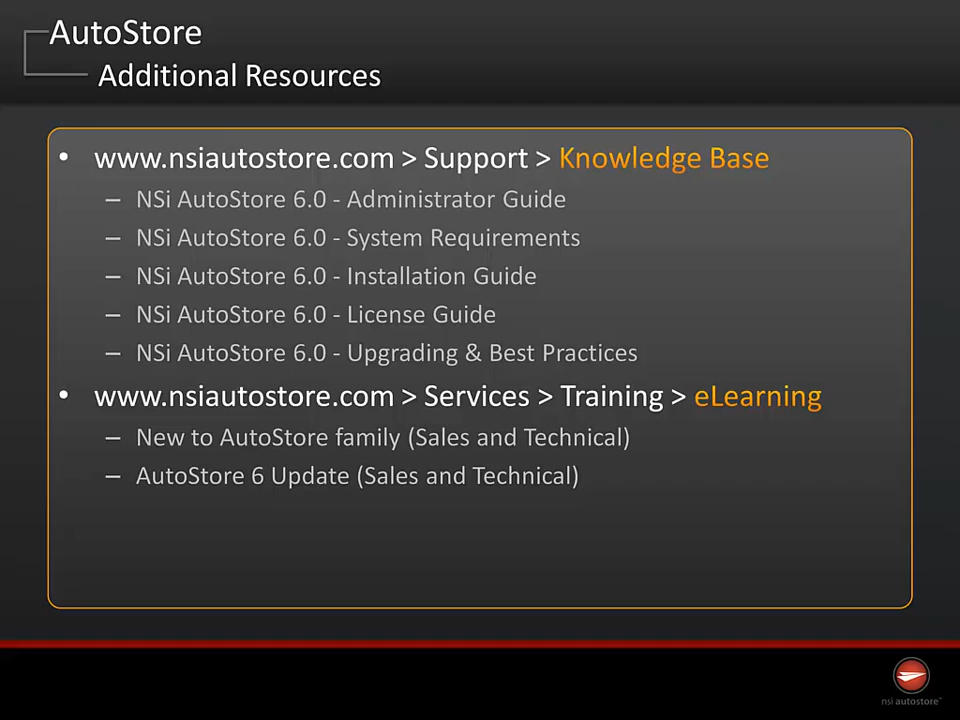 AutoStore
Additional Resources
• www.nsiautostore.com > Support > Knowledge Base
– NSi AutoStore 6.0 - Administrator Guide
– NSi AutoStore 6.0 - System Requirements
– NSi AutoStore 6.0 - Installation Guide
– NSi AutoStore 6.0 - License Guide
– NSi AutoStore 6.0 - Upgrading & Best Practices
• www.nsiautostore.com > Services > Training > eLearning
– New to AutoStore family (Sales and Technical)
– AutoStore 6 Update (Sales and Technical)
nsi autostore™